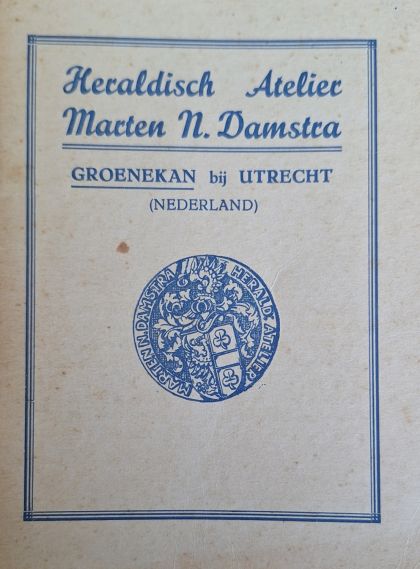 Heraldisch Atelier
Marten N. Damstra
GROENEKAN bij UTRECHT
(NEDERLAND)
MARTEN N. DAMSTRA HERALD. ATELIER